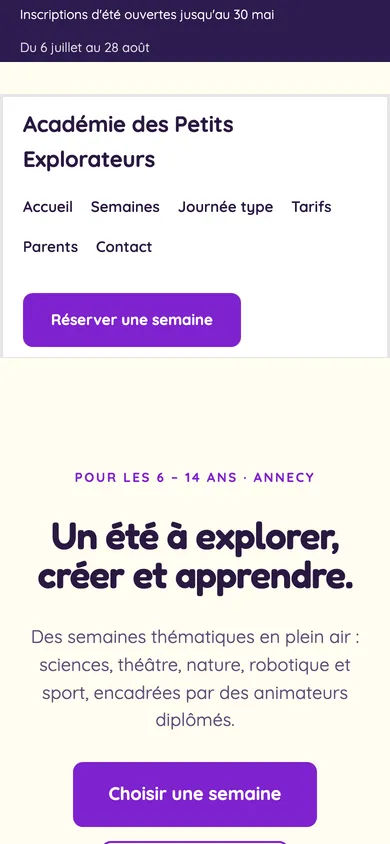 Inscriptions d'été ouvertes jusqu'au 30 mai
Du 6 juillet au 28 août
Académie des Petits
Explorateurs
Accueil Semaines Journée type Tarifs
Parents Contact
Réserver une semaine
POUR LES 6 – 14 ANS · ANNECY
Un été à explorer,
créer et apprendre.
Des semaines thématiques en plein air :
sciences, théâtre, nature, robotique et
sport, encadrées par des animateurs
diplômés.
Choisir une semaine